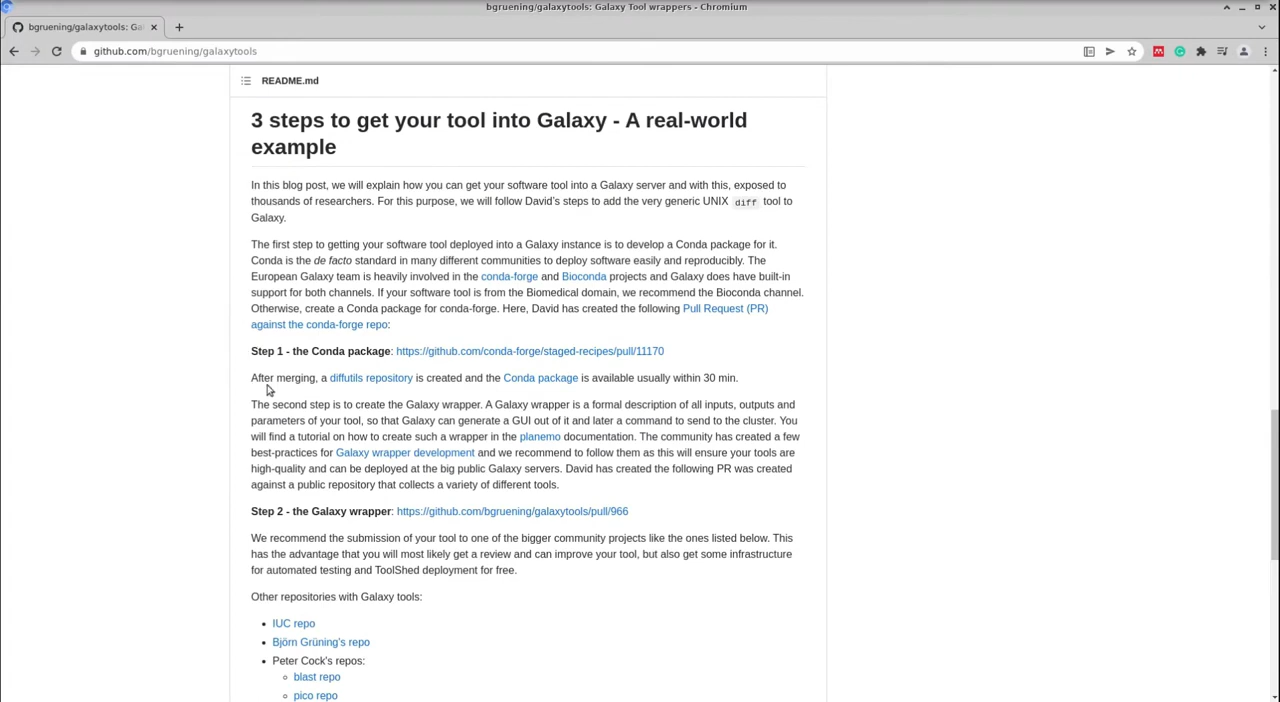 bgruening/galaxytools: Galaxy Tool wrappers - Chromium
bgruening/galaxytools: Ga
github.com/bgruening/galaxytools
README.md
3 steps to get your tool into Galaxy - A real-world
example
In this blog post, we will explain how you can get your software tool into a Galaxy server and with this, exposed to
thousands of researchers. For this purpose, we will follow David's steps to add the very generic UNIX diff tool to
Galaxy.
The first step to getting your software tool deployed into a Galaxy instance is to develop a Conda package for it.
Conda is the de facto standard in many different communities to deploy software easily and reproducibly. The
European Galaxy team is heavily involved in the conda-forge and Bioconda projects and Galaxy does have built-in
support for both channels. If your software tool is from the Biomedical domain, we recommend the Bioconda channel.
Otherwise, create a Conda package for conda-forge. Here, David has created the following Pull Request (PR)
against the conda-forge repo:
Step 1 - the Conda package: https://github.com/conda-forge/staged-recipes/pull/11170
After merging, a diffutils repository is created and the Conda package is available usually within 30 min.
The second step is to create the Galaxy wrapper. A Galaxy wrapper is a formal description of all inputs, outputs and
parameters of your tool, so that Galaxy can generate a GUI out of it and later a command to send to the cluster. You
will find a tutorial on how to create such a wrapper in the planemo documentation. The community has created a few
best-practices for Galaxy wrapper development and we recommend to follow them as this will ensure your tools are
high-quality and can be deployed at the big public Galaxy servers. David has created the following PR was created
against a public repository that collects a variety of different tools.
Step 2 - the Galaxy wrapper: https://github.com/bgruening/galaxytools/pull/966
We recommend the submission of your tool to one of the bigger community projects like the ones listed below. This
has the advantage that you will most likely get a review and can improve your tool, but also get some infrastructure
for automated testing and ToolShed deployment for free.
Other repositories with Galaxy tools:
• IUC repo
• Björn Grüning's repo
• Peter Cock's repos:
◦ blast repo
◦ pico repo